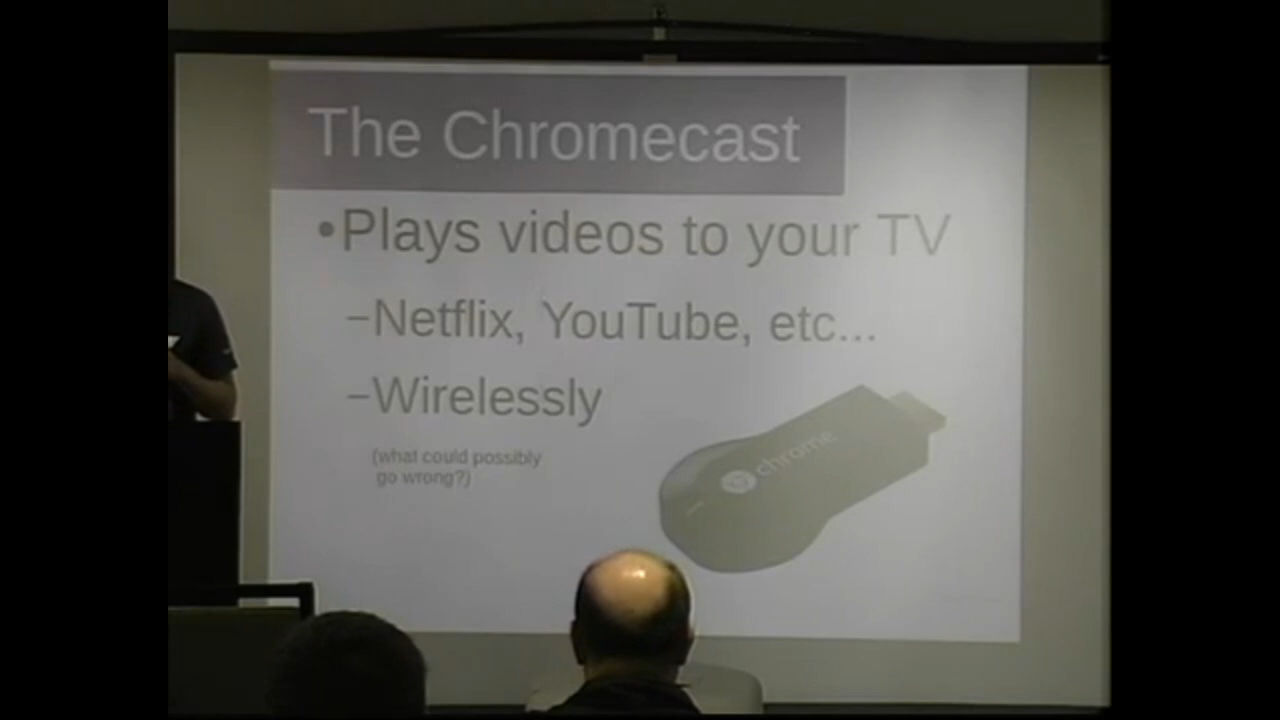 The Chromecast
•Plays videos to your TV
–Netflix, YouTube, etc...
–Wirelessly
(what could possibly
go wrong?)
chrome